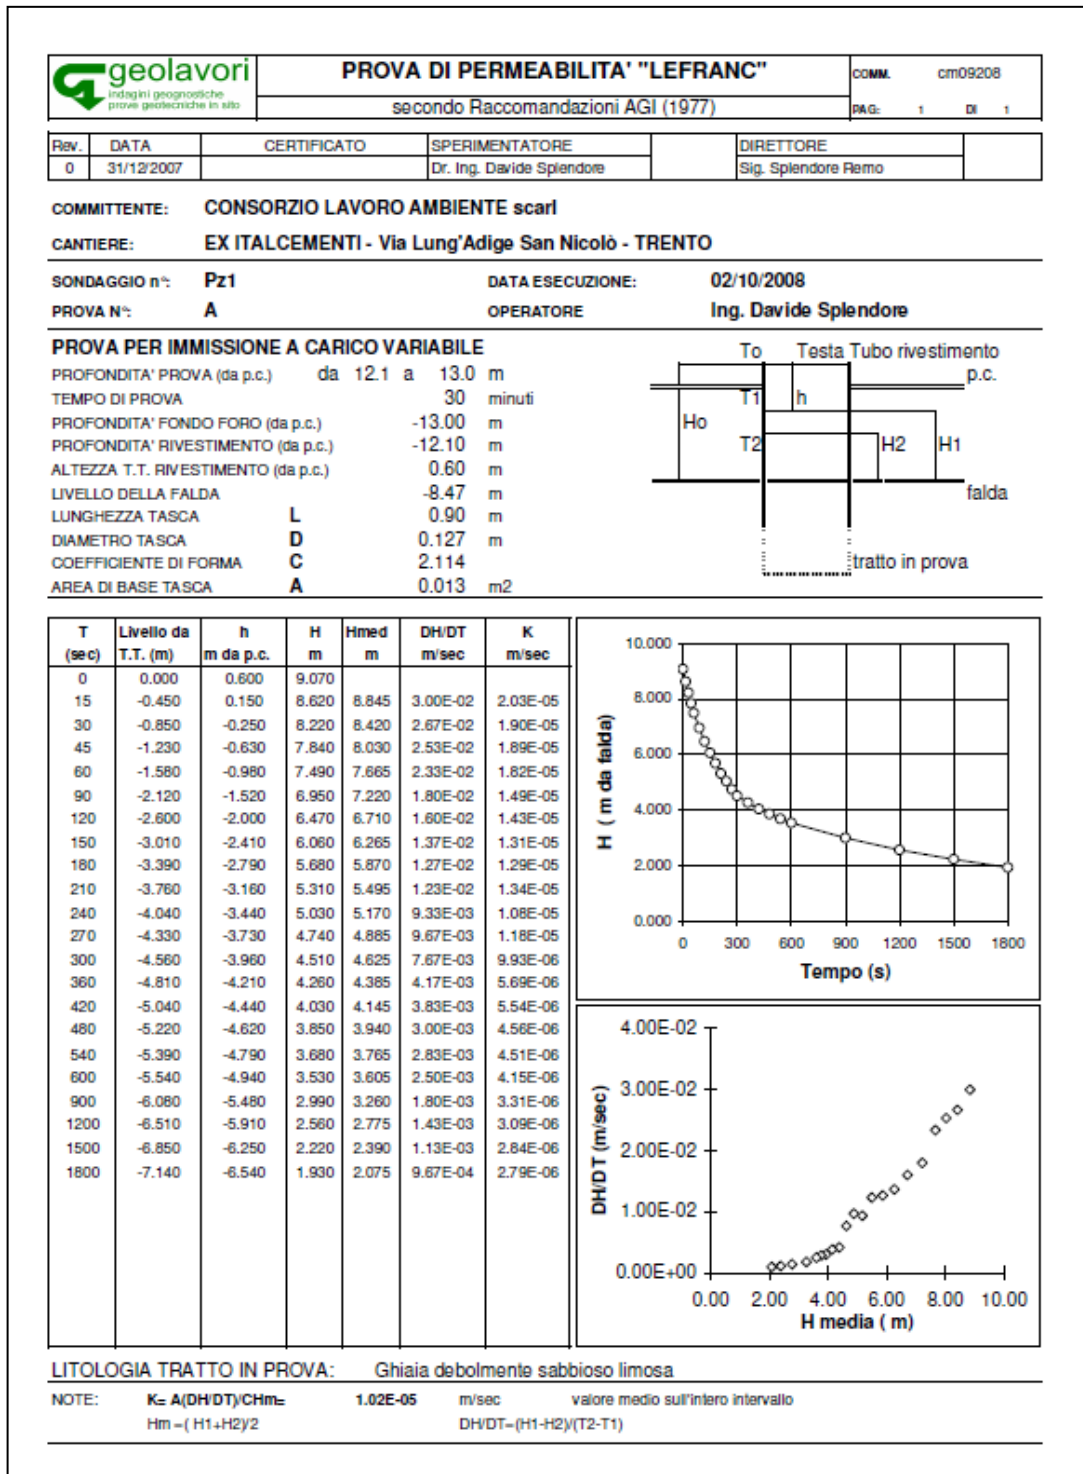 geolavori
indagini geognostiche
prove geotecniche in sito
PROVA DI PERMEABILITA' "LEFRANC"
secondo Raccomandazioni AGI (1977)
COMM. cm09208
PAG: 1 DI 1
Rev. DATA CERTIFICATO SPERIMENTATORE DIRETTORE
0 31/12/2007 Dr. Ing. Davide Splendore Sig. Splendore Remo
COMMITTENTE: CONSORZIO LAVORO AMBIENTE scarl
CANTIERE: EX ITALCEMENTI - Via Lung'Adige San Nicolò - TRENTO
SONDAGGIO n°: Pz1 DATA ESECUZIONE: 02/10/2008
PROVA N°: A OPERATORE Ing. Davide Splendore
PROVA PER IMMISSIONE A CARICO VARIABILE
PROFONDITA' PROVA (da p.c.) da 12.1 a 13.0 m
TEMPO DI PROVA 30 minuti
PROFONDITA' FONDO FORO (da p.c.) -13.00 m
PROFONDITA' RIVESTIMENTO (da p.c.) -12.10 m
ALTEZZA T.T. RIVESTIMENTO (da p.c.) 0.60 m
LIVELLO DELLA FALDA -8.47 m
LUNGHEZZA TASCA L 0.90 m
DIAMETRO TASCA D 0.127 m
COEFFICIENTE DI FORMA C 2.114
AREA DI BASE TASCA A 0.013 m2
To Testa Tubo rivestimento
p.c.
T1 h
Ho
T2 H2 H1
falda
tratto in prova
T Livello da h H Hmed DH/DT K
(sec) T.T. (m) m da p.c. m m m/sec m/sec
0 0.000 0.600 9.070
15 -0.450 0.150 8.620 8.845 3.00E-02 2.03E-05
30 -0.850 -0.250 8.220 8.420 2.67E-02 1.90E-05
45 -1.230 -0.630 7.840 8.030 2.53E-02 1.89E-05
60 -1.580 -0.980 7.490 7.665 2.33E-02 1.82E-05
90 -2.120 -1.520 6.950 7.220 1.80E-02 1.49E-05
120 -2.600 -2.000 6.470 6.710 1.60E-02 1.43E-05
150 -3.010 -2.410 6.060 6.265 1.37E-02 1.31E-05
180 -3.390 -2.790 5.680 5.870 1.27E-02 1.29E-05
210 -3.760 -3.160 5.310 5.495 1.23E-02 1.34E-05
240 -4.040 -3.440 5.030 5.170 9.33E-03 1.08E-05
270 -4.330 -3.730 4.740 4.885 9.67E-03 1.18E-05
300 -4.560 -3.960 4.510 4.625 7.67E-03 9.93E-06
360 -4.810 -4.210 4.260 4.385 4.17E-03 5.69E-06
420 -5.040 -4.440 4.030 4.145 3.83E-03 5.54E-06
480 -5.220 -4.620 3.850 3.940 3.00E-03 4.56E-06
540 -5.390 -4.790 3.680 3.765 2.83E-03 4.51E-06
600 -5.540 -4.940 3.530 3.605 2.50E-03 4.15E-06
900 -6.080 -5.480 2.990 3.260 1.80E-03 3.31E-06
1200 -6.510 -5.910 2.560 2.775 1.43E-03 3.09E-06
1500 -6.850 -6.250 2.220 2.390 1.13E-03 2.84E-06
1800 -7.140 -6.540 1.930 2.075 9.67E-04 2.79E-06
H ( m da falda)
10.000
8.000
6.000
4.000
2.000
0.000
0 300 600 900 1200 1500 1800
Tempo (s)
DH/DT (m/sec)
4.00E-02
3.00E-02
2.00E-02
1.00E-02
0.00E+00
0.00 2.00 4.00 6.00 8.00 10.00
H media ( m)
LITOLOGIA TRATTO IN PROVA: Ghiaia debolmente sabbioso limosa
NOTE: K= A(DH/DT)/CHm= 1.02E-05 m/sec valore medio sull'intero intervallo
Hm =( H1+H2)/2 DH/DT=(H1-H2)/(T2-T1)